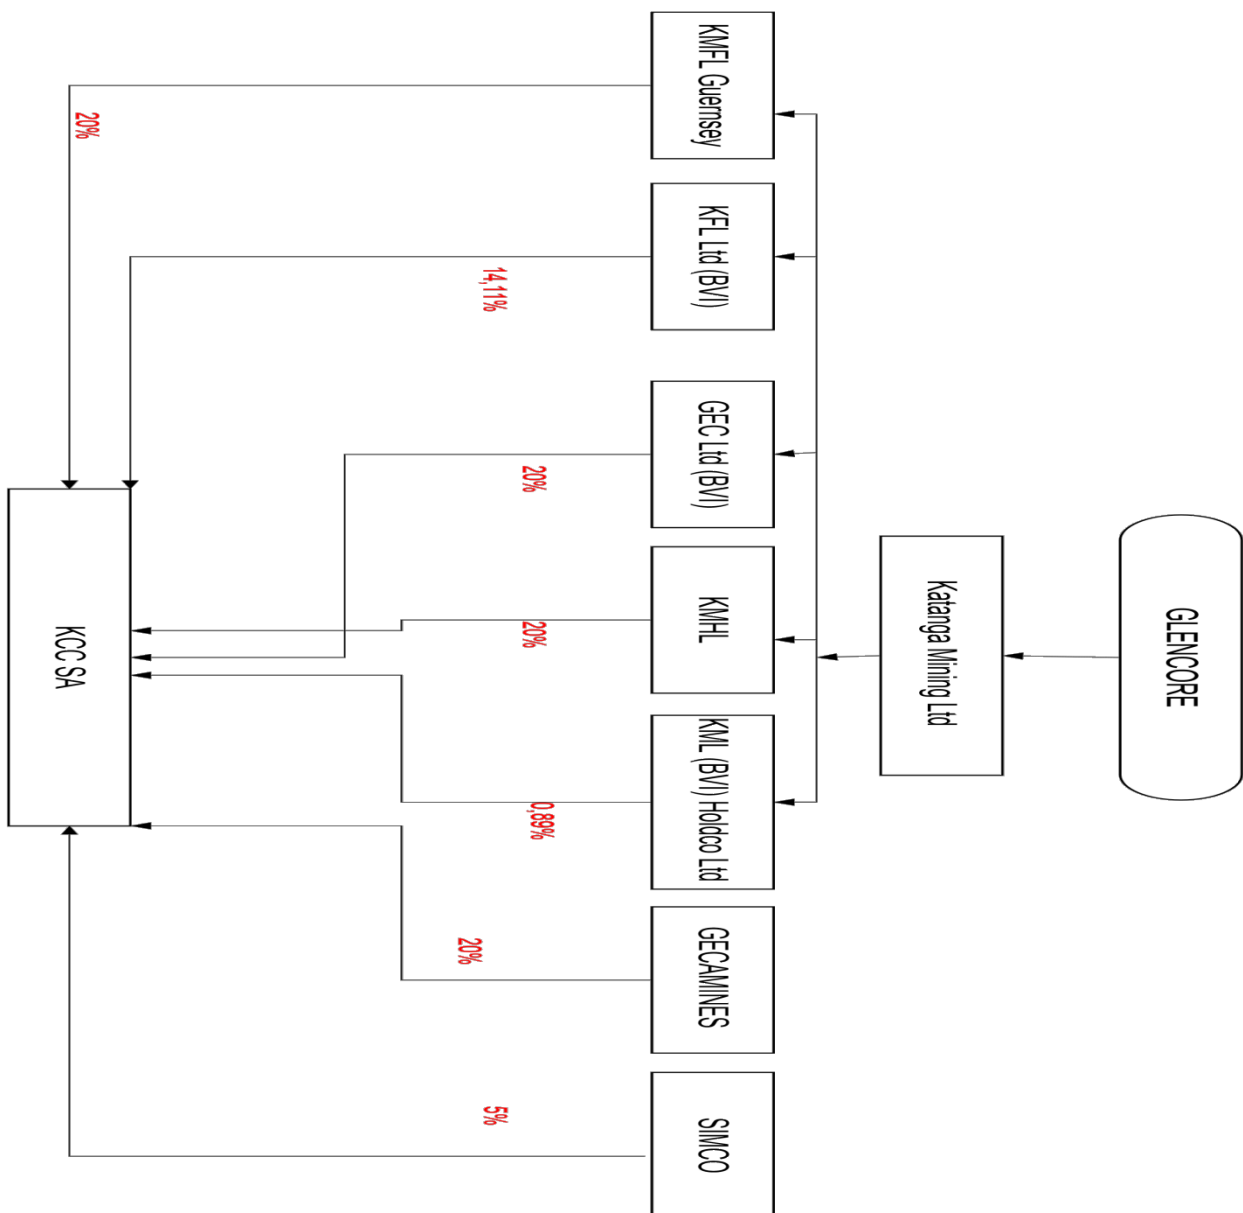 GLENCORE
Katanga Mining Ltd
KMFL Guernsey
KFL Ltd (BVI)
GEC Ltd (BVI)
KMHL
KML (BVI) Holdco Ltd
GECAMINES
SIMCO
20%
14,11%
20%
20%
0,89%
20%
5%
KCC SA